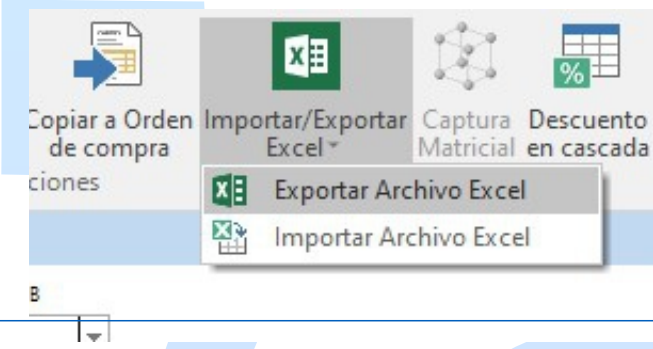 Copiar a Orden
de compra
Importar/Exportar
Excel
Captura
Matricial
Descuento
en cascada
ciones
Exportar Archivo Excel
Importar Archivo Excel
B